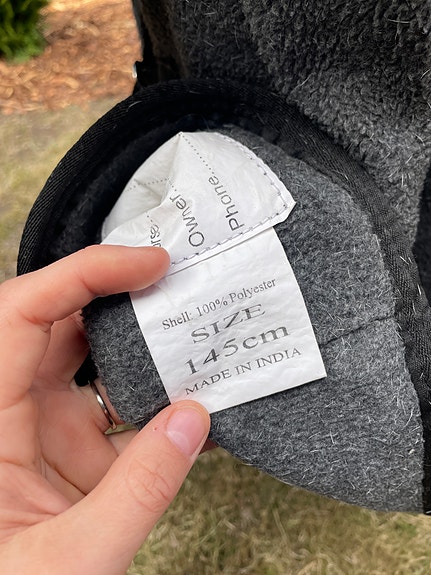 Owner
Phone.
Shell: 100% Polyester
SIZE
145cm
MADE IN INDIA